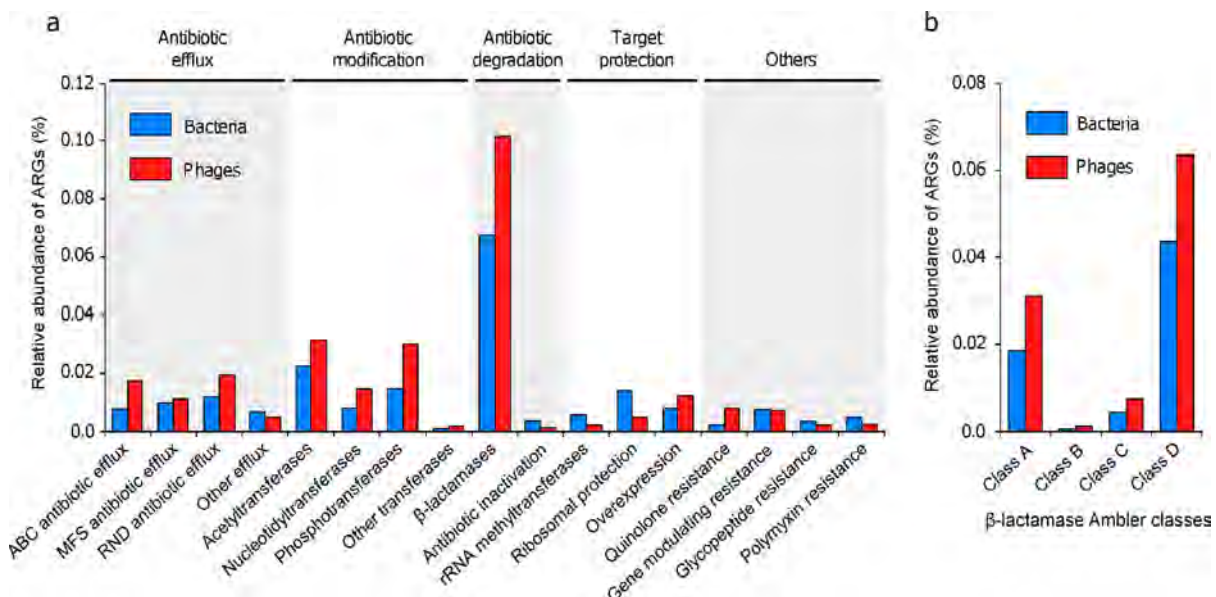 a
Antibiotic
efflux
Antibiotic
modification
Antibiotic
degradation
Target
protection
Others
Relative abundance of ARGs (%)
0.12
0.10
0.08
0.06
0.04
0.02
0.0
Bacteria
Phages
ABC antibiotic efflux
MFS antibiotic efflux
RND antibiotic efflux
Other efflux
Acelyltransferases
Nucleotidyltransferases
Phosphotransferases
Other transferases
β-lactamases
Antibiotic inactivation
rRNA methyltransferases
Ribosomal protection
Overexpression
Quinolone resistance
Gene modulating resistance
Glycopeptide resistance
Polymyxin resistance
b
Relative abundance of ARGs (%)
0.08
0.06
0.04
0.02
0.0
Bacteria
Phages
Class A
Class B
Class C
Class D
β-lactamase Ambler classes